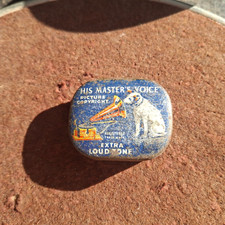 "HIS MASTER'S VOICE"
PICTURE
COPYRIGHT
EXTRA
LOUD TONE